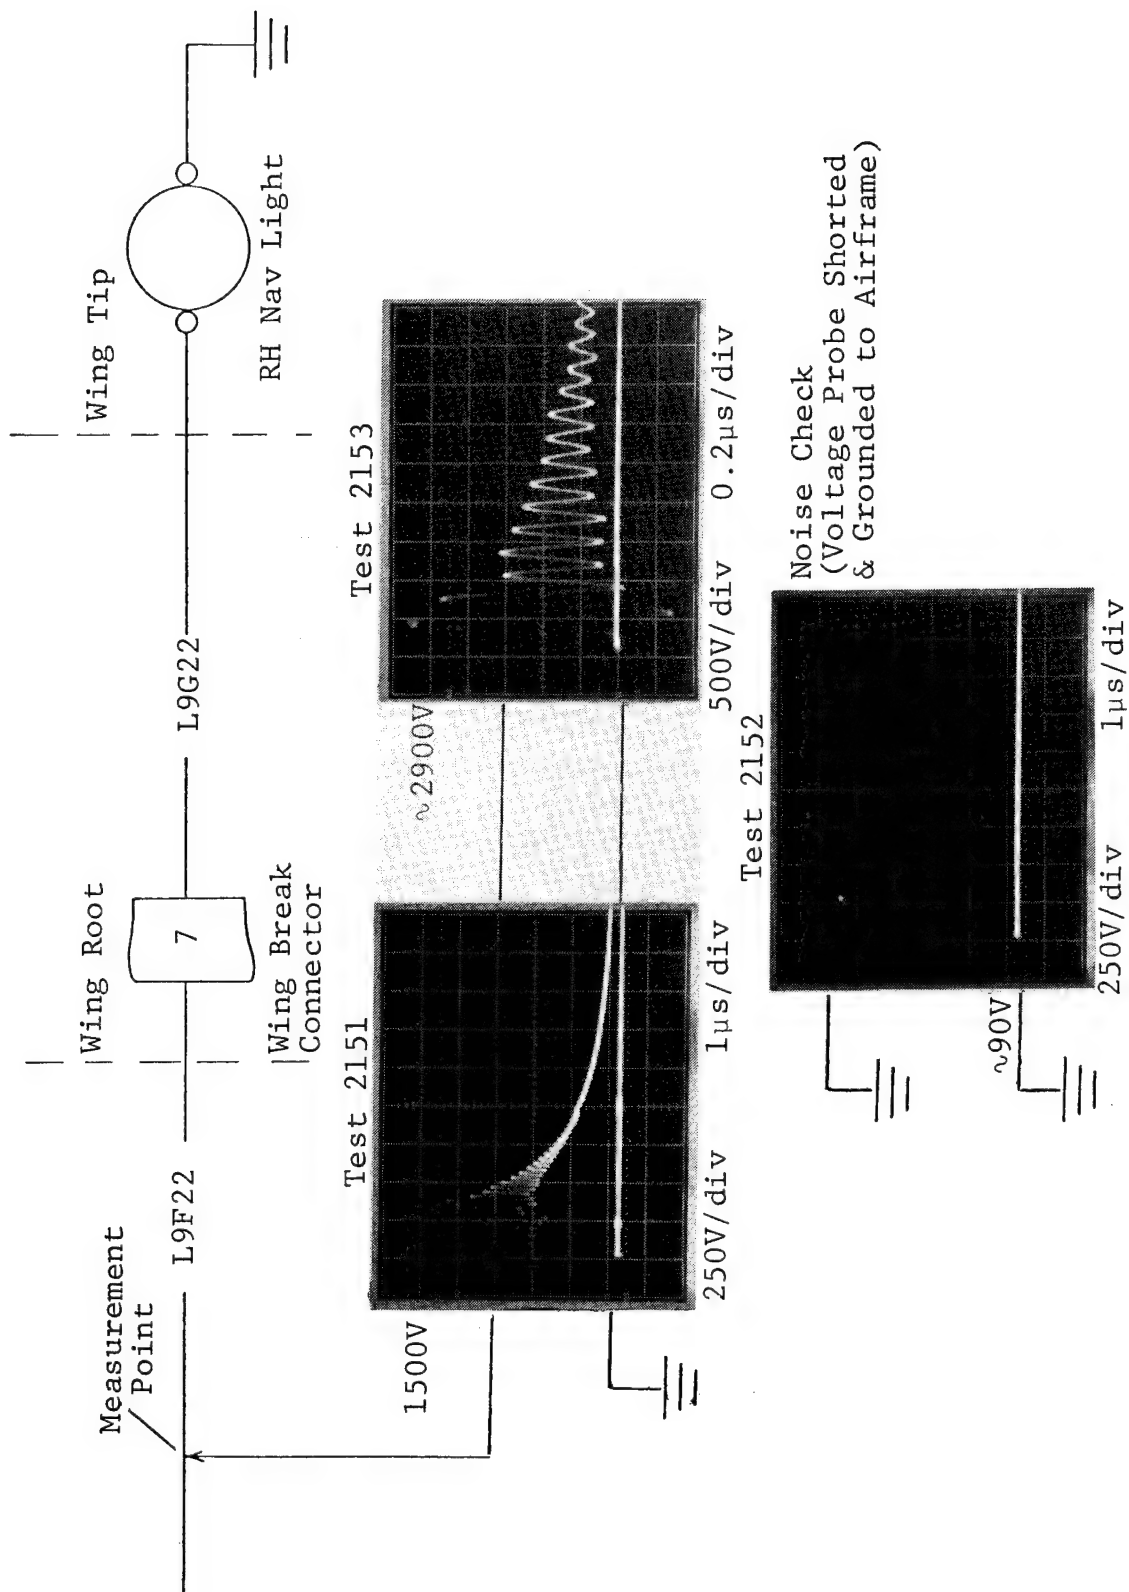 Measurement
Point
L9F22
Wing Root
7
Wing Break
Connector
L9G22
Wing Tip
RH Nav Light
Test 2151
1500V
250V/div
1µs/div
Test 2153
~2900V
500V/div
0.2µs/div
Test 2152
~90V
250V/div
1µs/div
Noise Check
(Voltage Probe Shorted
& Grounded to Airframe)